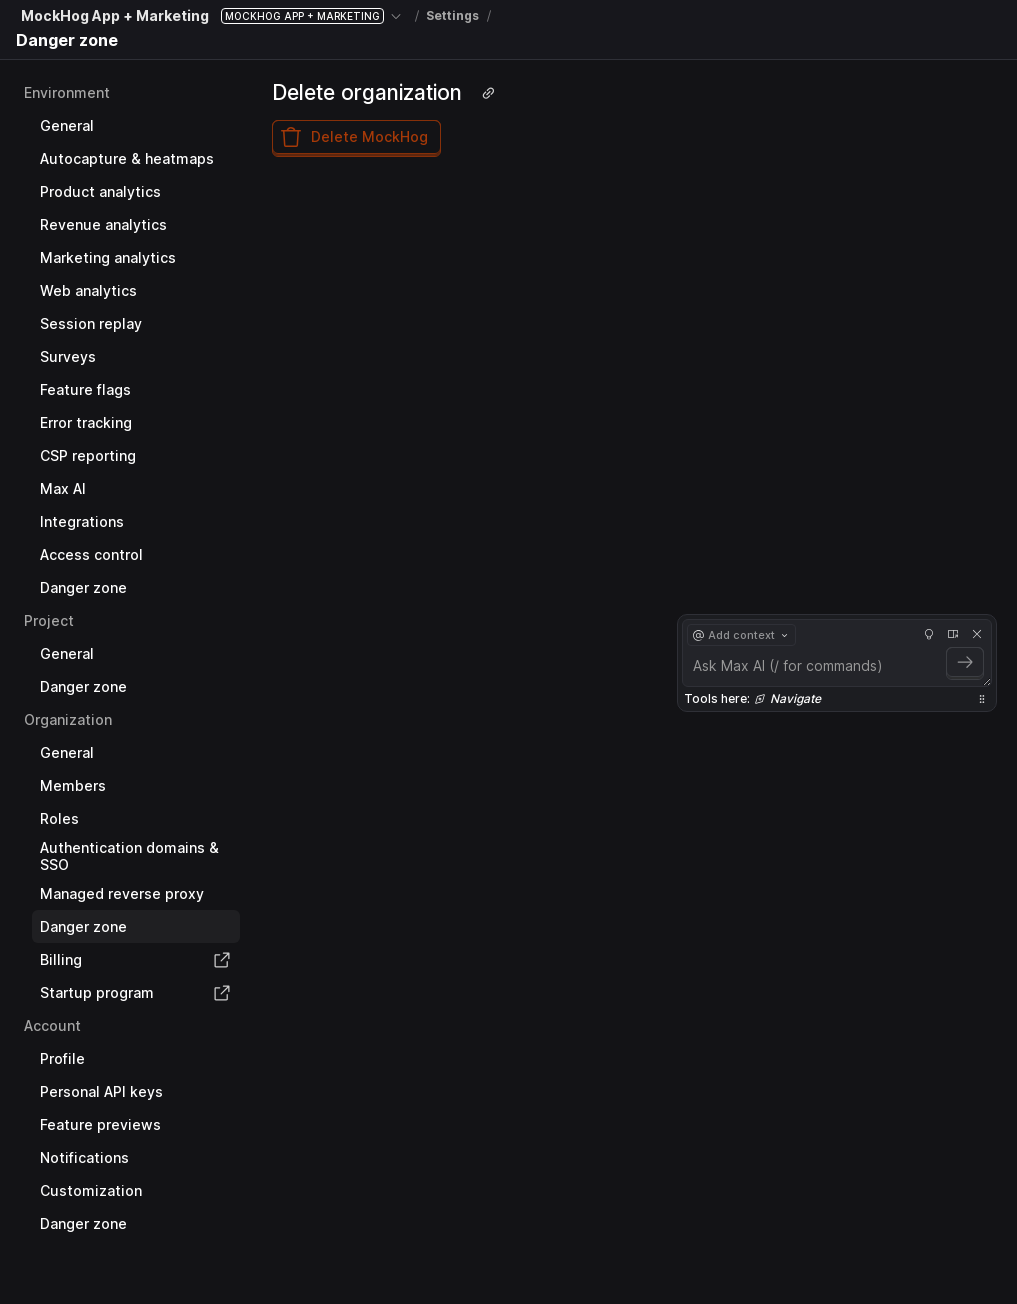 MockHog App + Marketing MOCKHOG APP + MARKETING / Settings /
Danger zone
Environment
General
Autocapture & heatmaps
Product analytics
Revenue analytics
Marketing analytics
Web analytics
Session replay
Surveys
Feature flags
Error tracking
CSP reporting
Max AI
Integrations
Access control
Danger zone
Project
General
Danger zone
Organization
General
Members
Roles
Authentication domains &
SSO
Managed reverse proxy
Danger zone
Billing
Startup program
Account
Profile
Personal API keys
Feature previews
Notifications
Customization
Danger zone
Delete organization
Delete MockHog
@ Add context
Ask Max AI (/ for commands)
Tools here: Navigate